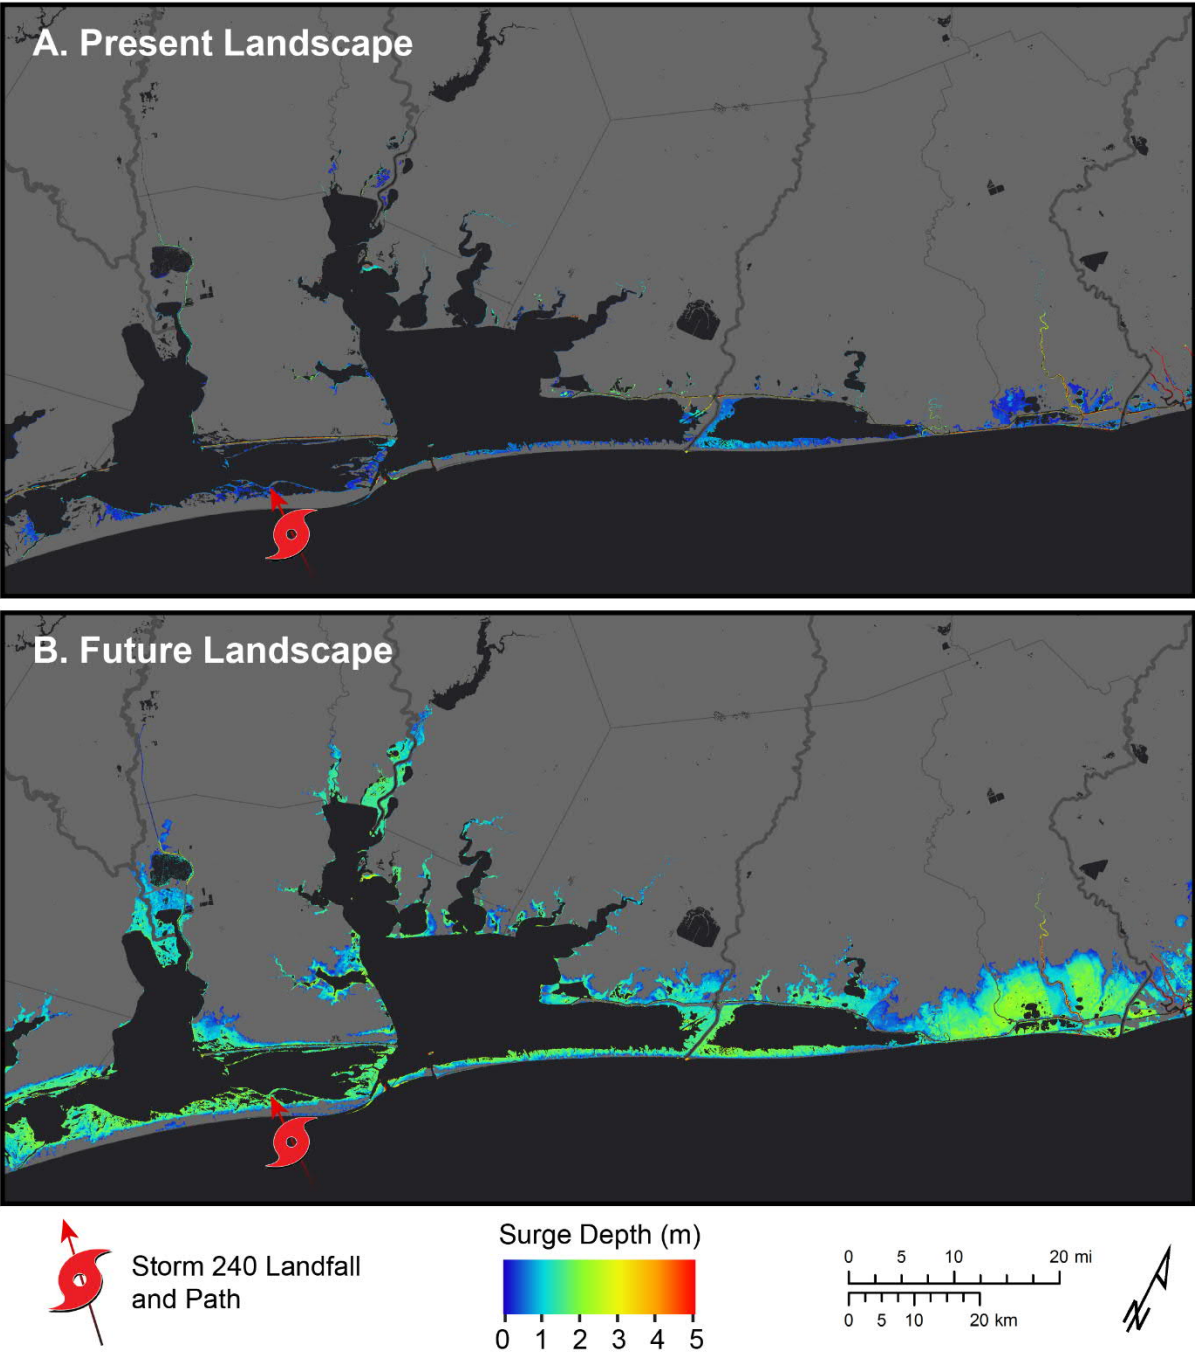 A. Present Landscape
B. Future Landscape
Storm 240 Landfall
and Path
Surge Depth (m)
0 1 2 3 4 5
0 5 10 20 mi
0 5 10 20 km
N